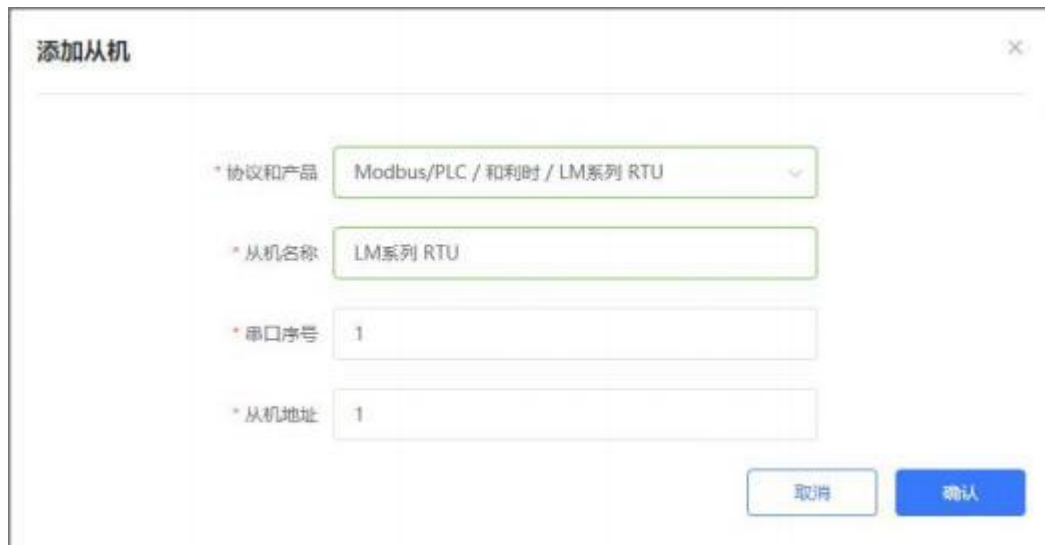 添加从机
* 协议和产品 Modbus/PLC / 和利时 / LM系列 RTU
* 从机名称 LM系列 RTU
* 串口序号 1
* 从机地址 1
取消 确认